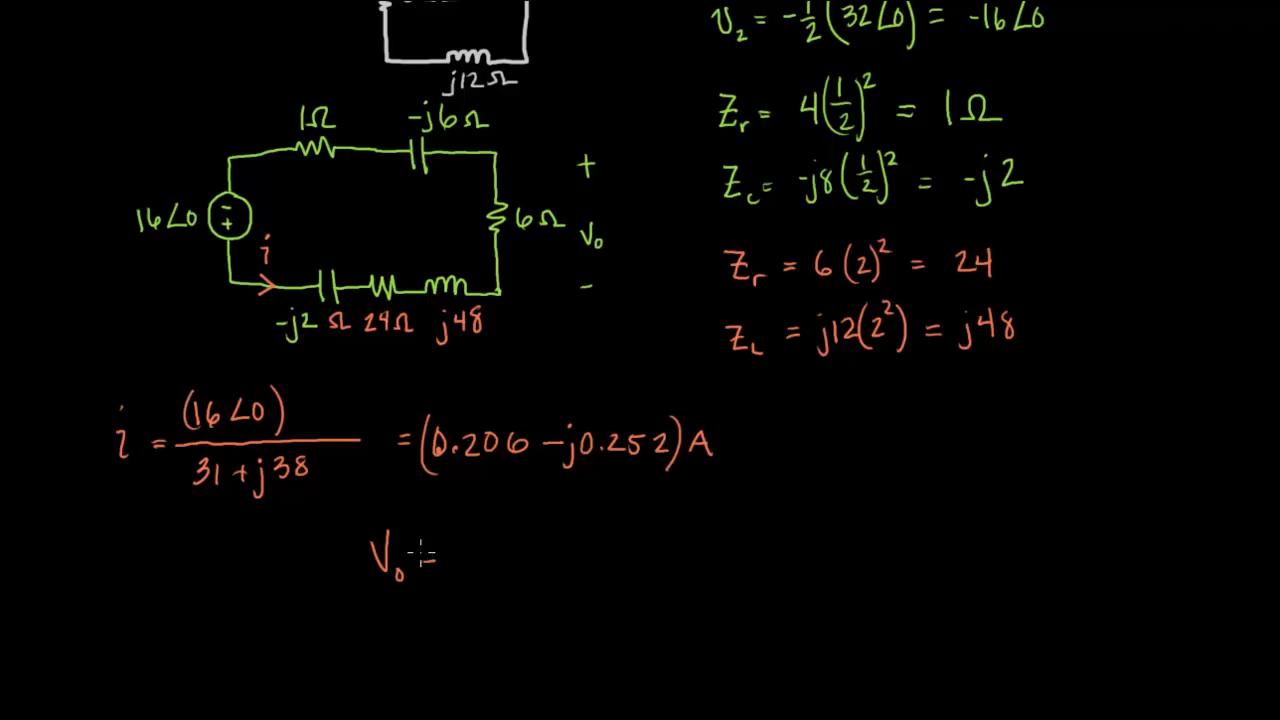 j12Ω
V₂ = -½(32∠0) = -16∠0
1Ω
-j6Ω
Zr = 4(1/2)² = 1Ω
Zc = -j8(1/2)² = -j2
+
16∠0
- +
6Ω
V₀
i
-
Zr = 6(2)² = 24
-j2 Ω 24Ω j48
ZL = j12(2²) = j48
i = (16∠0) / 31 + j38 = (0.206 - j0.252) A
V₀ =